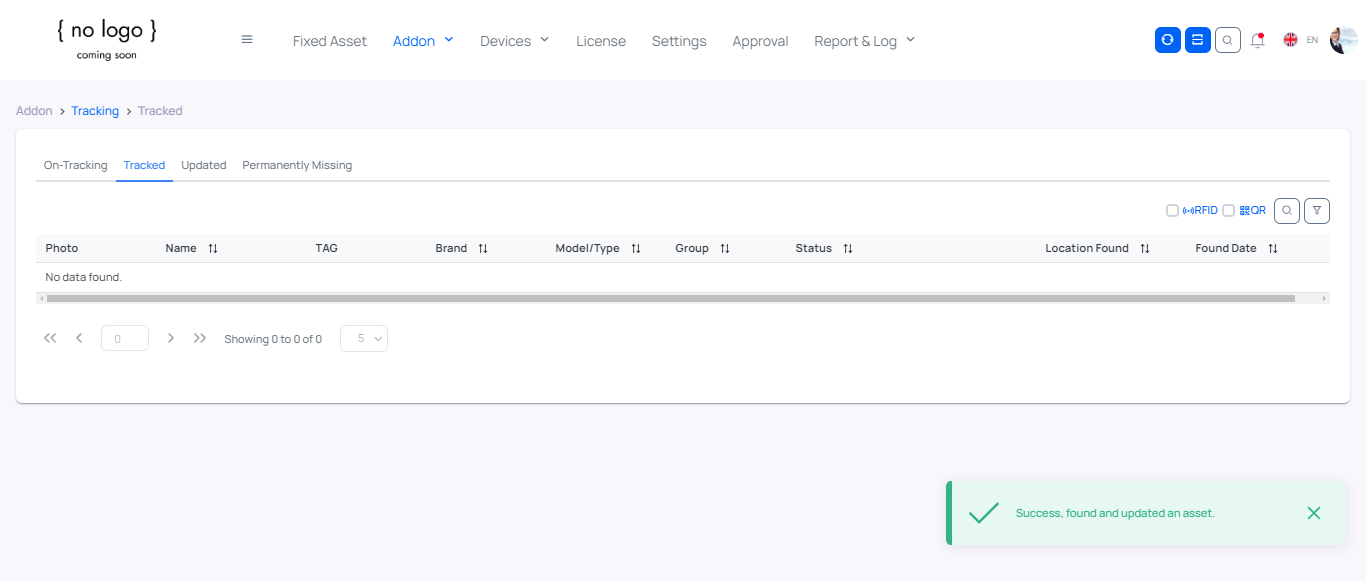 { no logo }
coming soon
Fixed Asset Addon Devices License Settings Approval Report & Log EN
Addon > Tracking > Tracked
On-Tracking Tracked Updated Permanently Missing
RFID QR
Photo Name TAG Brand Model/Type Group Status Location Found Found Date
No data found.
0 Showing 0 to 0 of 0 5
Success, found and updated an asset.